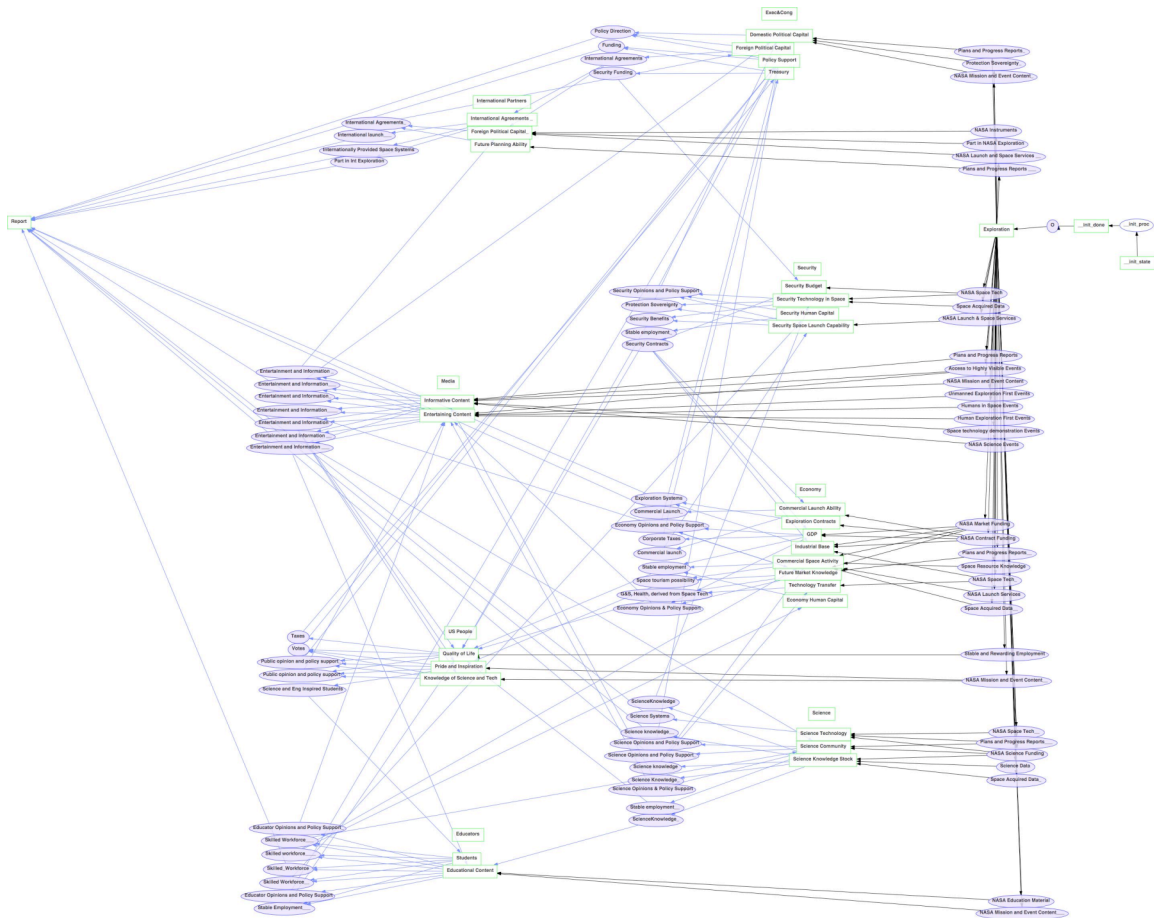 Exec&Cong
Policy Direction
Domestic Political Capital
Funding
Foreign Political Capital
Plans and Progress Reports_
International Agreements
Policy Support
Protection Sovereignty
Security Funding
Treasury
NASA Mission and Event Content_
International Partners
International Agreements
International Agreements_
International launch
Foreign Political Capital_
NASA Instruments
Internationally Provided Space Systems
Future Planning Ability
Part in NASA Exploration
Part in Int Exploration
NASA Launch and Space Services
Plans and Progress Reports
Report
Exploration
O
__init_done
__init_proc
__init_state
Security
Security Budget
Security Opinions and Policy Support
Security Technology in Space
NASA Space Tech
Protection Sovereignty
Security Human Capital
Space Acquired Data
Security Benefits
Security Space Launch Capability
NASA Launch & Space Services
Stable employment
Security Contracts
Plans and Progress Reports
Entertainment and Information
Access to Highly Visible Events
Entertainment and Information
Media
NASA Mission and Event Content
Entertainment and Information
Informative Content
Unmanned Exploration First Events
Entertainment and Information
Entertaining Content
Humans in Space Events
Entertainment and Information
Human Exploration First Events
Entertainment and Information
Space technology demonstration Events
Entertainment and Information
NASA Science Events
Economy
Exploration Systems
Commercial Launch Ability
Commercial Launch
Exploration Contracts
NASA Market Funding
Economy Opinions and Policy Support
GDP
NASA Contract Funding
Corporate Taxes
Industrial Base
Commercial launch
Plans and Progress Reports
Stable employment
Commercial Space Activity
Space Resource Knowledge
Space tourism possibility
Future Market Knowledge
NASA Space Tech
G&S, Health, derived from Space Tech
Technology Transfer
NASA Launch Services
Economy Opinions & Policy Support
Economy Human Capital
Space Acquired Data
US People
Taxes
Votes
Quality of Life
Stable and Rewarding Employment
Public opinion and policy support
Pride and Inspiration
Public opinion and policy support
Knowledge of Science and Tech
NASA Mission and Event Content
Science and Eng Inspired Students
ScienceKnowledge
Science
Science Systems
Science knowledge
Science Technology
NASA Space Tech
Science Opinions and Policy Support
Science Community
Plans and Progress Reports
Science Opinions and Policy Support
Science Knowledge Stock
NASA Science Funding
Science knowledge
Science Data
Science Knowledge
Space Acquired Data
Science Opinions & Policy Support
Stable employment
ScienceKnowledge
Educator Opinions and Policy Support
Educators
Skilled Workforce
Skilled workforce
Students
Skilled_Workforce
Educational Content
Skilled Workforce
Educator Opinions and Policy Support
NASA Education Material
Stable Employment
NASA Mission and Event Content